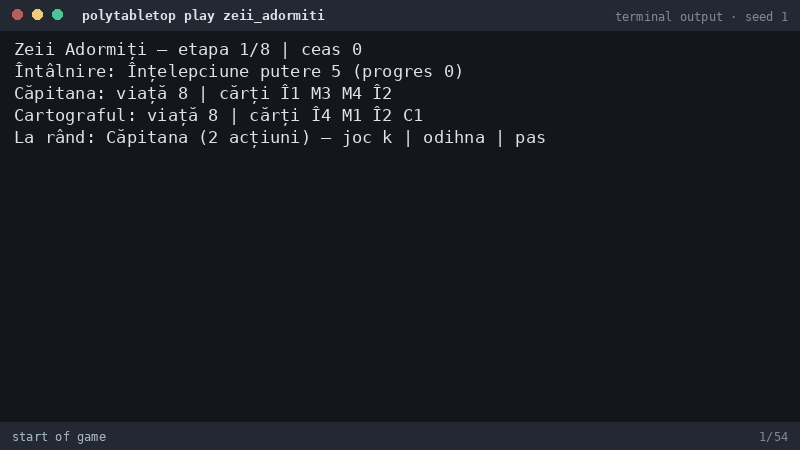 polytabletop play zeii_adormiti
terminal output · seed 1
Zeii Adormiți — etapa 1/8 | ceas 0
Întâlnire: Înțelepciune putere 5 (progres 0)
Căpitana: viață 8 | cărți Î1 M3 M4 Î2
Cartograful: viață 8 | cărți Î4 M1 Î2 C1
La rând: Căpitana (2 acțiuni) — joc k | odihna | pas
start of game
1/54